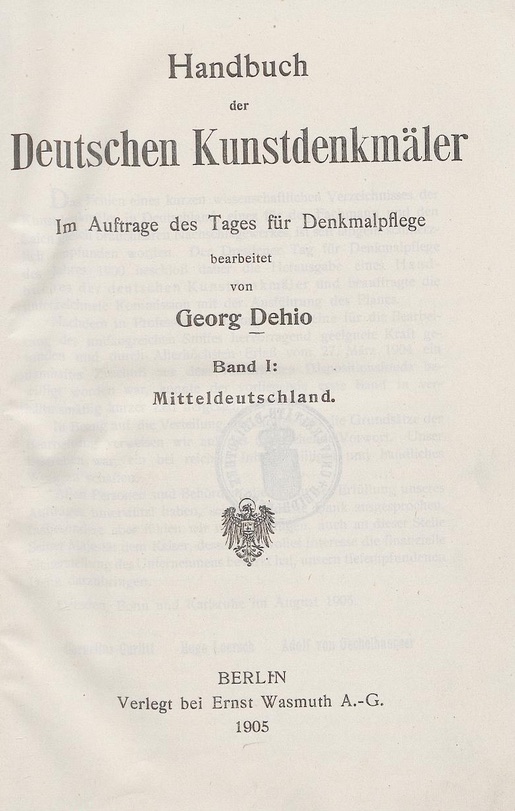 Handbuch
der
Deutschen Kunstdenkmäler
Im Auftrage des Tages für Denkmalpflege
bearbeitet
von
Georg Dehio
Band I:
Mitteldeutschland.
BERLIN
Verlegt bei Ernst Wasmuth A.-G.
1905